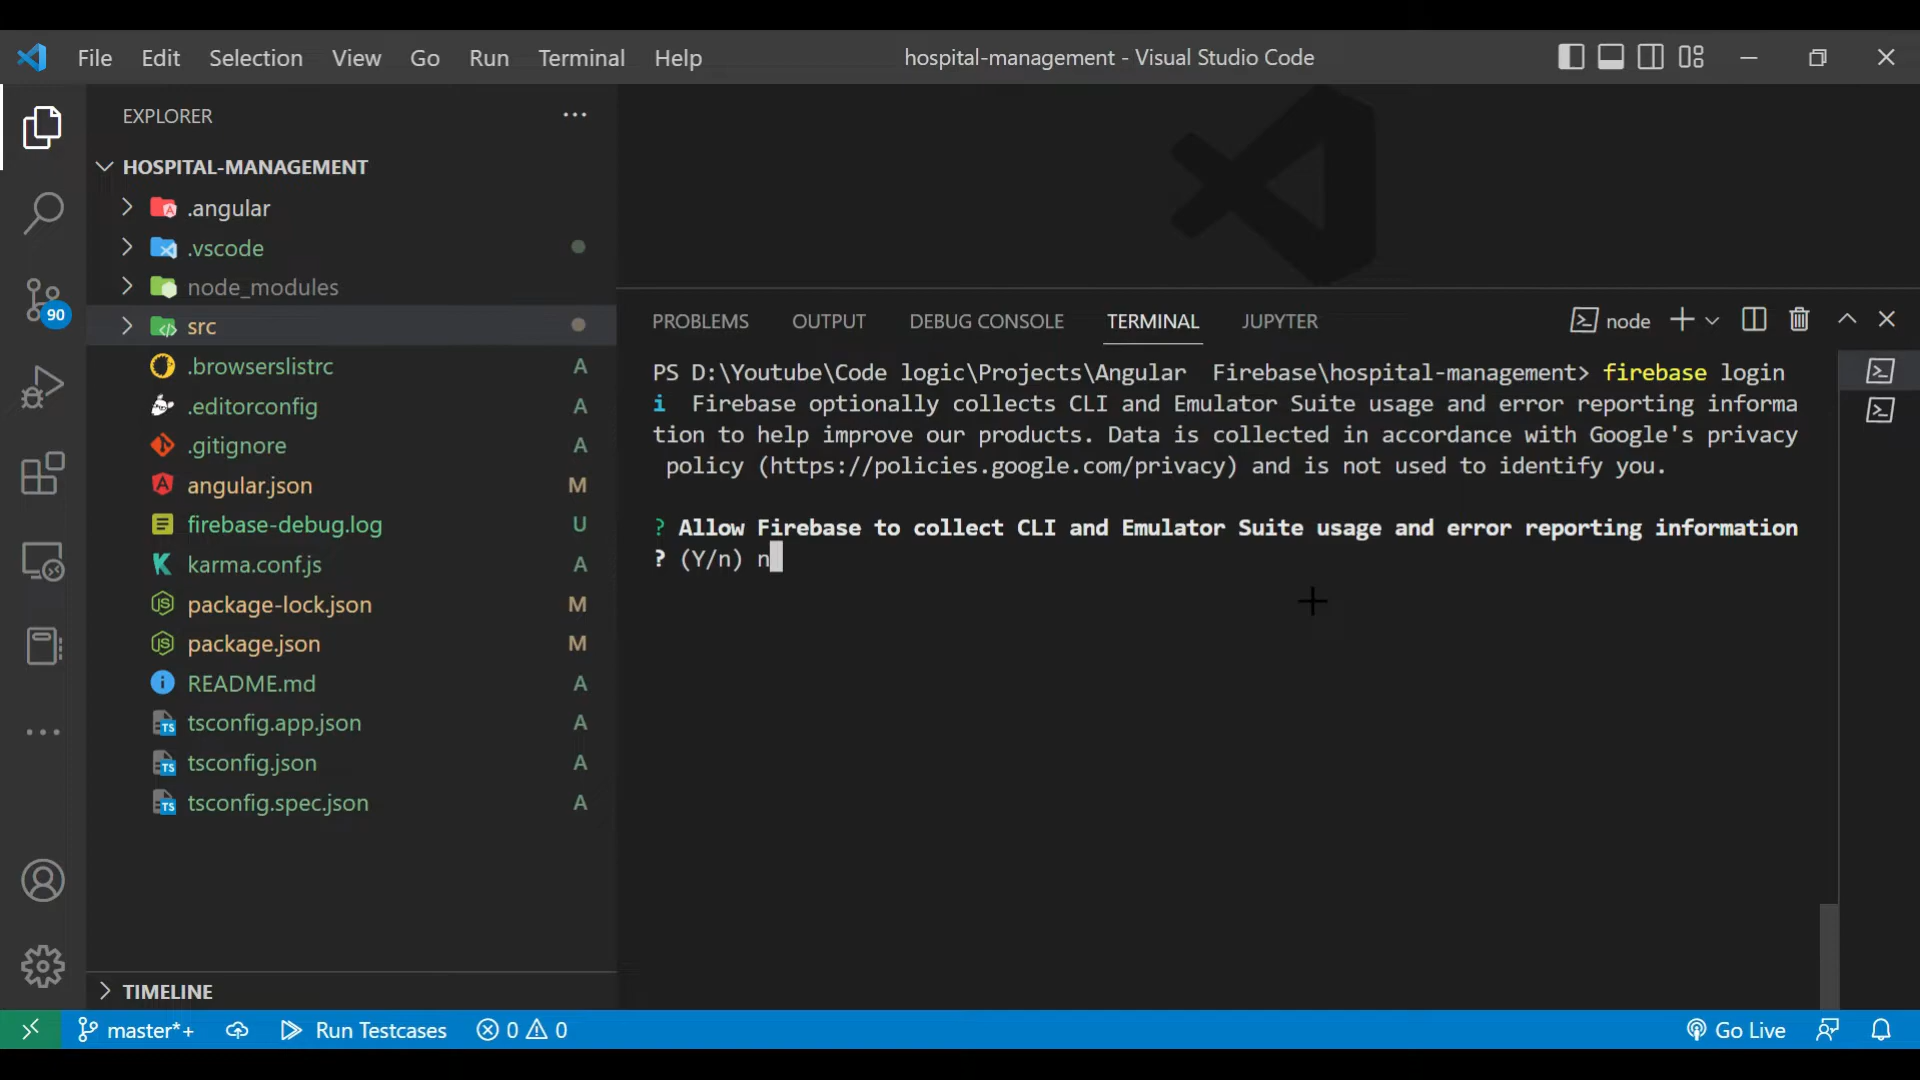 File Edit Selection View Go Run Terminal Help
hospital-management - Visual Studio Code
EXPLORER
HOSPITAL-MANAGEMENT
.angular
.vscode
node_modules
src
.browserslistrc A
.editorconfig A
.gitignore A
angular.json M
firebase-debug.log U
karma.conf.js A
package-lock.json M
package.json M
README.md A
tsconfig.app.json A
tsconfig.json A
tsconfig.spec.json A
TIMELINE
90
PROBLEMS OUTPUT DEBUG CONSOLE TERMINAL JUPYTER
node
PS D:\Youtube\Code logic\Projects\Angular  Firebase\hospital-management> firebase login
i  Firebase optionally collects CLI and Emulator Suite usage and error reporting informa
tion to help improve our products. Data is collected in accordance with Google's privacy
 policy (https://policies.google.com/privacy) and is not used to identify you.
? Allow Firebase to collect CLI and Emulator Suite usage and error reporting information
? (Y/n) n
master*+
Run Testcases
0 0
Go Live